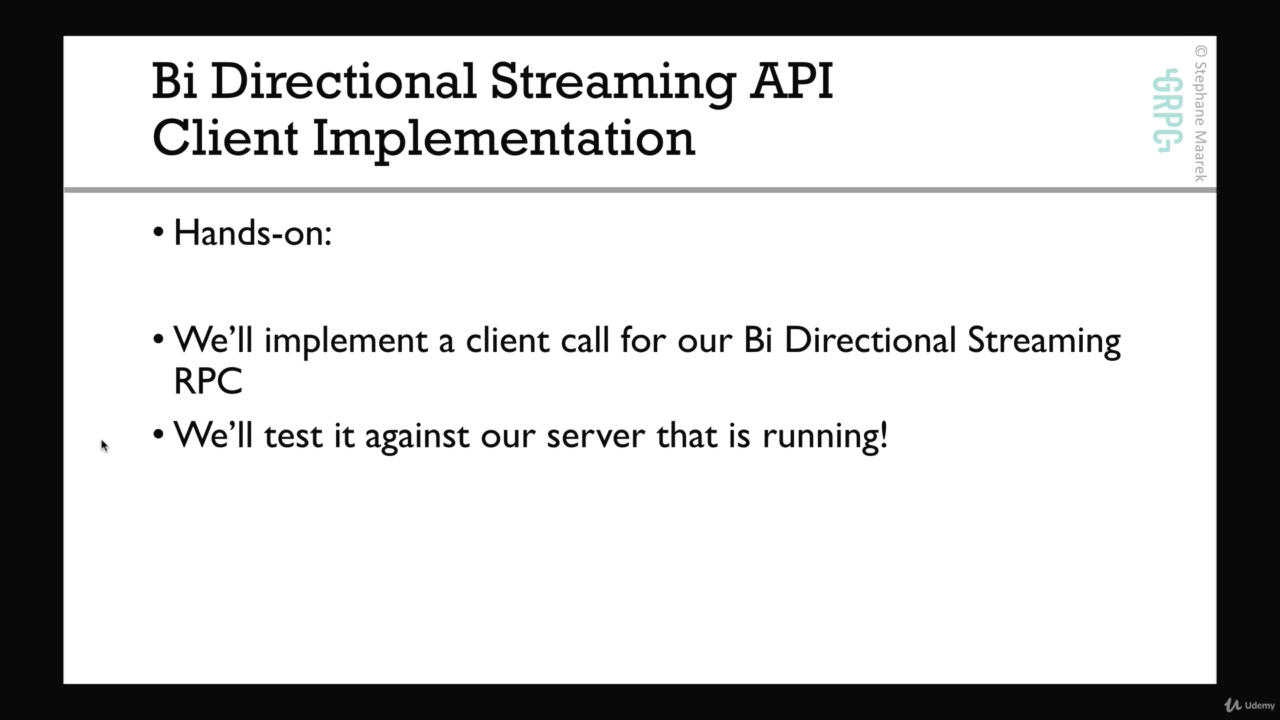 Bi Directional Streaming API
Client Implementation
© Stephane Maarek
GRPC
• Hands-on:
• We’ll implement a client call for our Bi Directional Streaming
RPC
• We’ll test it against our server that is running!
Udemy